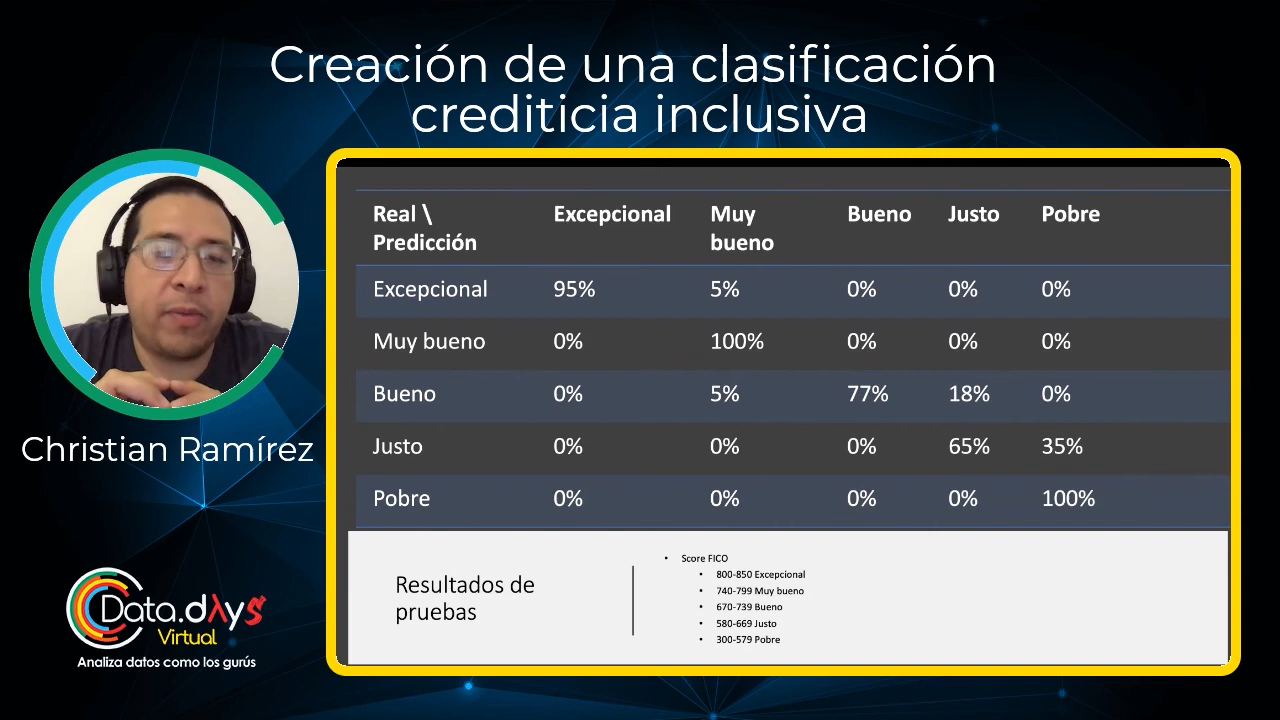 Creación de una clasificación
crediticia inclusiva
Real \ Predicción Excepcional Muy bueno Bueno Justo Pobre
Excepcional 95% 5% 0% 0% 0%
Muy bueno 0% 100% 0% 0% 0%
Bueno 0% 5% 77% 18% 0%
Justo 0% 0% 0% 65% 35%
Pobre 0% 0% 0% 0% 100%
Resultados de
pruebas
• Score FICO
• 800-850 Excepcional
• 740-799 Muy bueno
• 670-739 Bueno
• 580-669 Justo
• 300-579 Pobre
Christian Ramírez
Data.dλys
Virtual
Analiza datos como los gurús